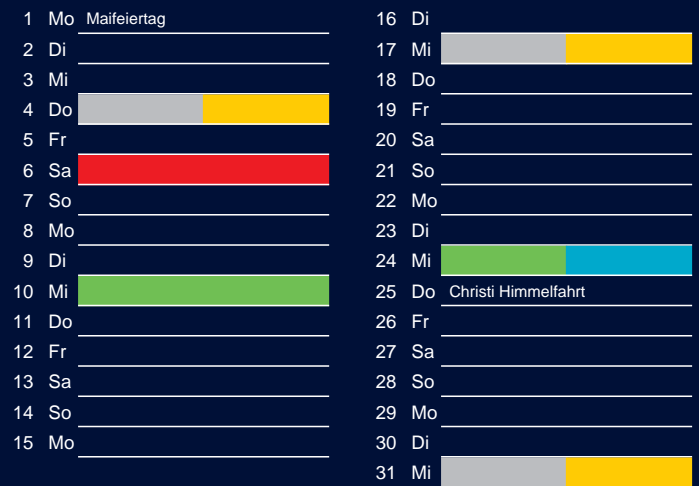 1 Mo Maifeiertag
2 Di
3 Mi
4 Do
5 Fr
6 Sa
7 So
8 Mo
9 Di
10 Mi
11 Do
12 Fr
13 Sa
14 So
15 Mo
16 Di
17 Mi
18 Do
19 Fr
20 Sa
21 So
22 Mo
23 Di
24 Mi
25 Do Christi Himmelfahrt
26 Fr
27 Sa
28 So
29 Mo
30 Di
31 Mi